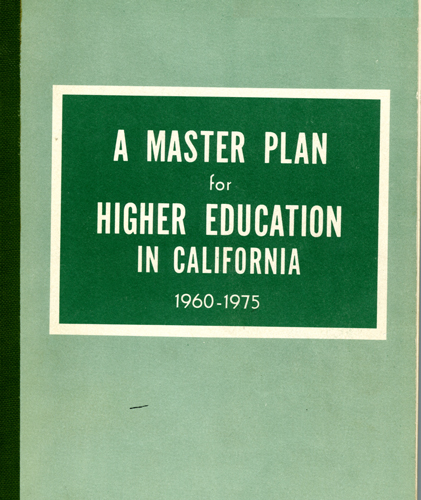 A MASTER PLAN
for
HIGHER EDUCATION
IN CALIFORNIA
1960-1975